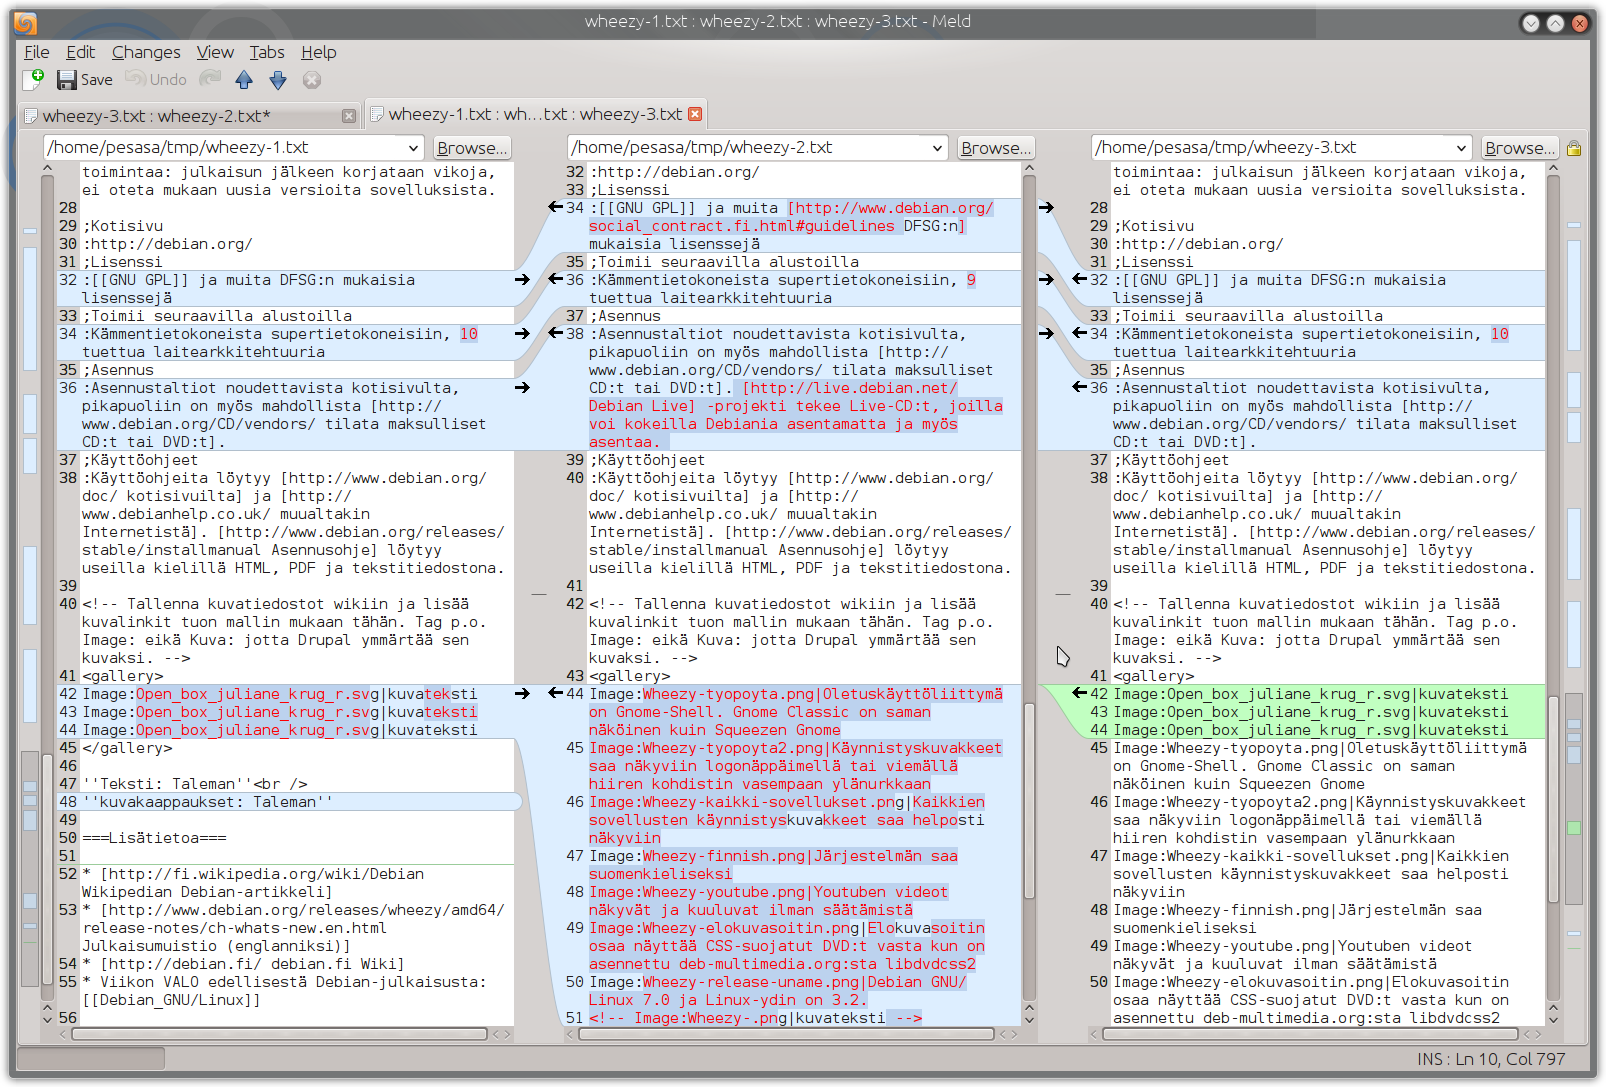 wheezy-1.txt : wheezy-2.txt : wheezy-3.txt - Meld
File Edit Changes View Tabs Help
Save Undo
wheezy-3.txt : wheezy-2.txt* wheezy-1.txt : wh...txt : wheezy-3.txt
/home/pesasa/tmp/wheezy-1.txt Browse...
toimintaa: julkaisun jälkeen korjataan vikoja,
ei oteta mukaan uusia versioita sovelluksista.
28
29 ;Kotisivu
30 :http://debian.org/
31 ;Lisenssi
32 :[[GNU GPL]] ja muita DFSG:n mukaisia
lisenssejä
33 ;Toimii seuraavilla alustoilla
34 :Kämmentietokoneista supertietokoneisiin, 10
tuettua laitearkkitehtuuria
35 ;Asennus
36 :Asennustaltiot noudettavista kotisivulta,
pikapuoliin on myös mahdollista [http://
www.debian.org/CD/vendors/ tilata maksulliset
CD:t tai DVD:t].
37 ;Käyttöohjeet
38 :Käyttöohjeita löytyy [http://www.debian.org/
doc/ kotisivuilta] ja [http://
www.debianhelp.co.uk/ muualtakin
Internetistä]. [http://www.debian.org/releases/
stable/installmanual Asennusohje] löytyy
useilla kielillä HTML, PDF ja tekstitiedostona.
39
40 <!-- Tallenna kuvatiedostot wikiin ja lisää
kuvalinkit tuon mallin mukaan tähän. Tag p.o.
Image: eikä Kuva: jotta Drupal ymmärtää sen
kuvaksi. -->
41 <gallery>
42 Image:Open_box_juliane_krug_r.svg|kuvateksti
43 Image:Open_box_juliane_krug_r.svg|kuvateksti
44 Image:Open_box_juliane_krug_r.svg|kuvateksti
45 </gallery>
46
47 ''Teksti: Taleman''<br />
48 ''kuvakaappaukset: Taleman''
49
50 ===Lisätietoa===
51
52 * [http://fi.wikipedia.org/wiki/Debian
Wikipedian Debian-artikkeli]
53 * [http://www.debian.org/releases/wheezy/amd64/
release-notes/ch-whats-new.en.html
Julkaisumuistio (englanniksi)]
54 * [http://debian.fi/ debian.fi Wiki]
55 * Viikon VALO edellisestä Debian-julkaisusta:
[[Debian_GNU/Linux]]
56
/home/pesasa/tmp/wheezy-2.txt Browse...
32 :http://debian.org/
33 ;Lisenssi
34 :[[GNU GPL]] ja muita [http://www.debian.org/
social_contract.fi.html#guidelines DFSG:n]
mukaisia lisenssejä
35 ;Toimii seuraavilla alustoilla
36 :Kämmentietokoneista supertietokoneisiin, 9
tuettua laitearkkitehtuuria
37 ;Asennus
38 :Asennustaltiot noudettavista kotisivulta,
pikapuoliin on myös mahdollista [http://
www.debian.org/CD/vendors/ tilata maksulliset
CD:t tai DVD:t]. [http://live.debian.net/
Debian Live] -projekti tekee Live-CD:t, joilla
voi kokeilla Debiania asentamatta ja myös
asentaa.
39 ;Käyttöohjeet
40 :Käyttöohjeita löytyy [http://www.debian.org/
doc/ kotisivuilta] ja [http://
www.debianhelp.co.uk/ muualtakin
Internetistä]. [http://www.debian.org/releases/
stable/installmanual Asennusohje] löytyy
useilla kielillä HTML, PDF ja tekstitiedostona.
41
42 <!-- Tallenna kuvatiedostot wikiin ja lisää
kuvalinkit tuon mallin mukaan tähän. Tag p.o.
Image: eikä Kuva: jotta Drupal ymmärtää sen
kuvaksi. -->
43 <gallery>
44 Image:Wheezy-tyopoyta.png|Oletuskäyttöliittymä
on Gnome-Shell. Gnome Classic on saman
näköinen kuin Squeezen Gnome
45 Image:Wheezy-tyopoyta2.png|Käynnistyskuvakkeet
saa näkyviin logonäppäimellä tai viemällä
hiiren kohdistin vasempaan ylänurkkaan
46 Image:Wheezy-kaikki-sovellukset.png|Kaikkien
sovellusten käynnistyskuvakkeet saa helposti
näkyviin
47 Image:Wheezy-finnish.png|Järjestelmän saa
suomenkieliseksi
48 Image:Wheezy-youtube.png|Youtuben videot
näkyvät ja kuuluvat ilman säätämistä
49 Image:Wheezy-elokuvasoitin.png|Elokuvasoitin
osaa näyttää CSS-suojatut DVD:t vasta kun on
asennettu deb-multimedia.org:sta libdvdcss2
50 Image:Wheezy-release-uname.png|Debian GNU/
Linux 7.0 ja Linux-ydin on 3.2.
51 <!-- Image:Wheezy-.png|kuvateksti -->
/home/pesasa/tmp/wheezy-3.txt Browse...
toimintaa: julkaisun jälkeen korjataan vikoja,
ei oteta mukaan uusia versioita sovelluksista.
28
29 ;Kotisivu
30 :http://debian.org/
31 ;Lisenssi
32 :[[GNU GPL]] ja muita DFSG:n mukaisia
lisenssejä
33 ;Toimii seuraavilla alustoilla
34 :Kämmentietokoneista supertietokoneisiin, 10
tuettua laitearkkitehtuuria
35 ;Asennus
36 :Asennustaltiot noudettavista kotisivulta,
pikapuoliin on myös mahdollista [http://
www.debian.org/CD/vendors/ tilata maksulliset
CD:t tai DVD:t].
37 ;Käyttöohjeet
38 :Käyttöohjeita löytyy [http://www.debian.org/
doc/ kotisivuilta] ja [http://
www.debianhelp.co.uk/ muualtakin
Internetistä]. [http://www.debian.org/releases/
stable/installmanual Asennusohje] löytyy
useilla kielillä HTML, PDF ja tekstitiedostona.
39
40 <!-- Tallenna kuvatiedostot wikiin ja lisää
kuvalinkit tuon mallin mukaan tähän. Tag p.o.
Image: eikä Kuva: jotta Drupal ymmärtää sen
kuvaksi. -->
41 <gallery>
42 Image:Open_box_juliane_krug_r.svg|kuvateksti
43 Image:Open_box_juliane_krug_r.svg|kuvateksti
44 Image:Open_box_juliane_krug_r.svg|kuvateksti
45 Image:Wheezy-tyopoyta.png|Oletuskäyttöliittymä
on Gnome-Shell. Gnome Classic on saman
näköinen kuin Squeezen Gnome
46 Image:Wheezy-tyopoyta2.png|Käynnistyskuvakkeet
saa näkyviin logonäppäimellä tai viemällä
hiiren kohdistin vasempaan ylänurkkaan
47 Image:Wheezy-kaikki-sovellukset.png|Kaikkien
sovellusten käynnistyskuvakkeet saa helposti
näkyviin
48 Image:Wheezy-finnish.png|Järjestelmän saa
suomenkieliseksi
49 Image:Wheezy-youtube.png|Youtuben videot
näkyvät ja kuuluvat ilman säätämistä
50 Image:Wheezy-elokuvasoitin.png|Elokuvasoitin
osaa näyttää CSS-suojatut DVD:t vasta kun on
asennettu deb-multimedia.org:sta libdvdcss2
INS : Ln 10, Col 797